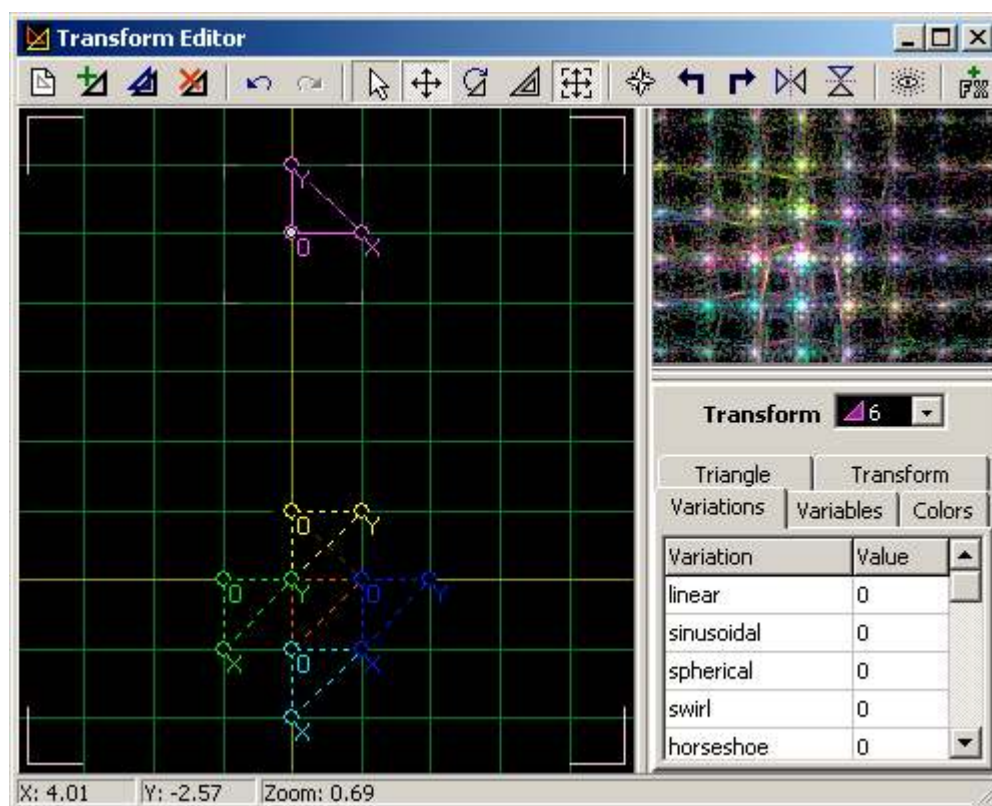 Transform Editor
FX
Y
O X
Transform 6
Triangle Transform
Variations Variables Colors
Variation Value
linear 0
sinusoidal 0
spherical 0
swirl 0
horseshoe 0
O Y
O Y O Y
X O X
X
X: 4.01 Y: -2.57 Zoom: 0.69